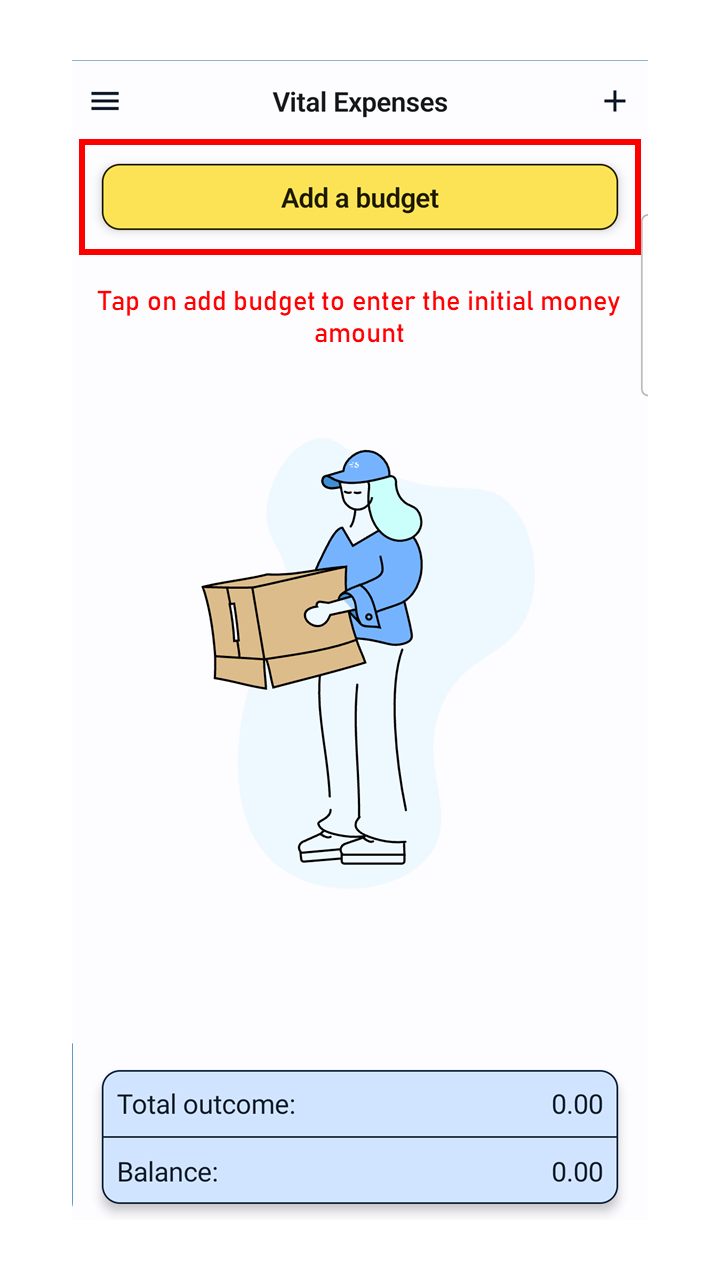 Vital Expenses
Add a budget
Tap on add budget to enter the initial money
amount
Total outcome: 0.00
Balance: 0.00